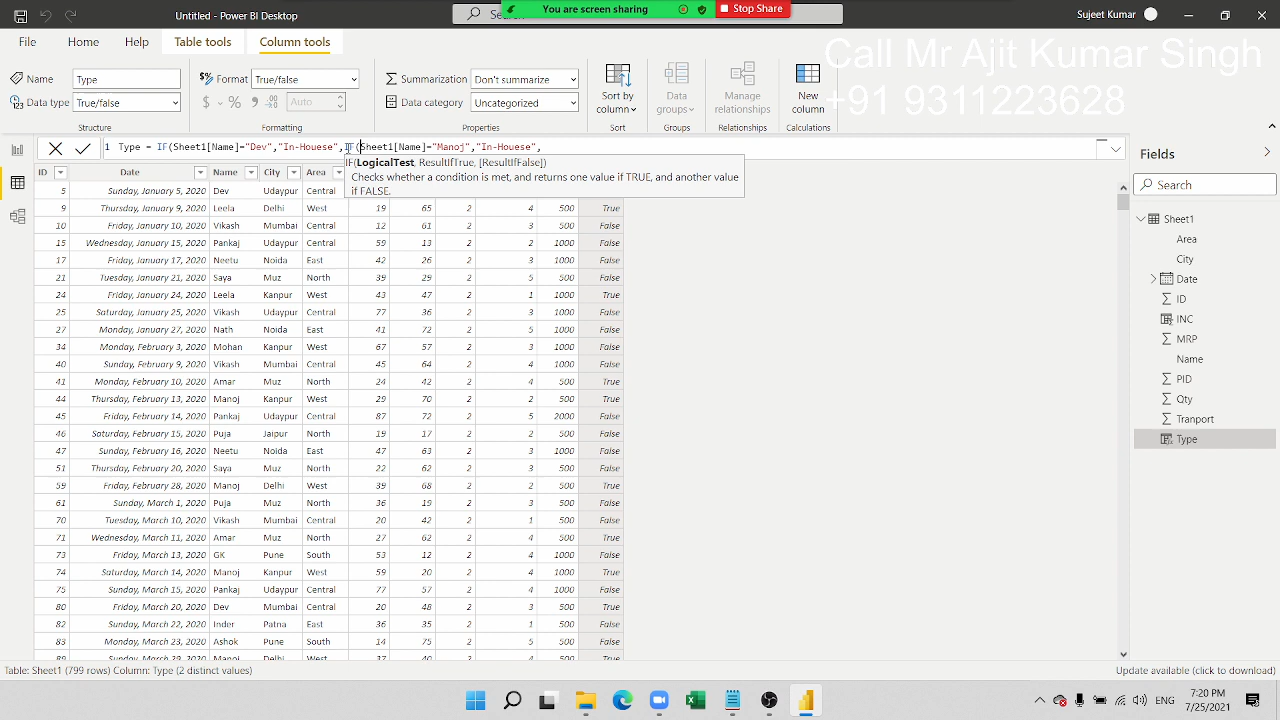 Untitled - Power BI Desktop
Search
You are screen sharing
Stop Share
Sujeet Kumar
File
Home
Help
Table tools
Column tools
Call Mr Ajit Kumar Singh
+91 9311223628
Name
Type
Format
True/false
Summarization
Don't summarize
Data type
True/false
$ % Auto
Data category
Uncategorized
Sort by column
Data groups
Manage relationships
New column
Structure
Formatting
Properties
Sort
Groups
Relationships
Calculations
1 Type = IF(Sheet1[Name]="Dev","In-Houese",IF(Sheet1[Name]="Manoj","In-Houese",
IF(LogicalTest, ResultIfTrue, [ResultIfFalse])
Checks whether a condition is met, and returns one value if TRUE, and another value
if FALSE.
ID Date Name City Area
5 Sunday, January 5, 2020 Dev Udaypur Central
9 Thursday, January 9, 2020 Leela Delhi West 19 65 2 4 500 True
10 Friday, January 10, 2020 Vikash Mumbai Central 12 61 2 3 500 False
15 Wednesday, January 15, 2020 Pankaj Udaypur Central 59 13 2 2 1000 False
17 Friday, January 17, 2020 Neetu Noida East 42 26 2 3 1000 False
21 Tuesday, January 21, 2020 Saya Muz North 39 29 2 5 500 False
24 Friday, January 24, 2020 Leela Kanpur West 43 47 2 1 1000 True
25 Saturday, January 25, 2020 Vikash Udaypur Central 77 36 2 3 1000 False
27 Monday, January 27, 2020 Nath Noida East 41 72 2 5 1000 False
34 Monday, February 3, 2020 Mohan Kanpur West 67 57 2 3 1000 False
40 Sunday, February 9, 2020 Vikash Mumbai Central 45 64 2 4 1000 False
41 Monday, February 10, 2020 Amar Muz North 24 42 2 4 500 True
44 Thursday, February 13, 2020 Manoj Kanpur West 29 70 2 2 500 True
45 Friday, February 14, 2020 Pankaj Udaypur Central 87 72 2 5 2000 False
46 Saturday, February 15, 2020 Puja Jaipur North 19 17 2 2 500 False
47 Sunday, February 16, 2020 Neetu Noida East 47 63 2 3 1000 False
51 Thursday, February 20, 2020 Saya Muz North 22 62 2 3 500 False
59 Friday, February 28, 2020 Manoj Delhi West 39 68 2 2 500 True
61 Sunday, March 1, 2020 Puja Muz North 36 19 2 3 500 False
70 Tuesday, March 10, 2020 Vikash Mumbai Central 20 42 2 1 500 False
71 Wednesday, March 11, 2020 Amar Muz North 27 62 2 4 500 True
73 Friday, March 13, 2020 GK Pune South 53 12 2 4 1000 False
74 Saturday, March 14, 2020 Manoj Kanpur West 59 20 2 4 1000 True
75 Sunday, March 15, 2020 Pankaj Udaypur Central 77 57 2 4 1000 False
80 Friday, March 20, 2020 Dev Mumbai Central 20 48 2 3 500 True
82 Sunday, March 22, 2020 Inder Patna East 36 35 2 1 500 False
83 Monday, March 23, 2020 Ashok Pune South 14 75 2 5 500 False
Fields
Search
Sheet1
Area
City
Date
ID
INC
MRP
Name
PID
Qty
Tranport
Type
Table: Sheet1 (799 rows) Column: Type (2 distinct values)
Update available (click to download)
ENG
7:20 PM
7/25/2021